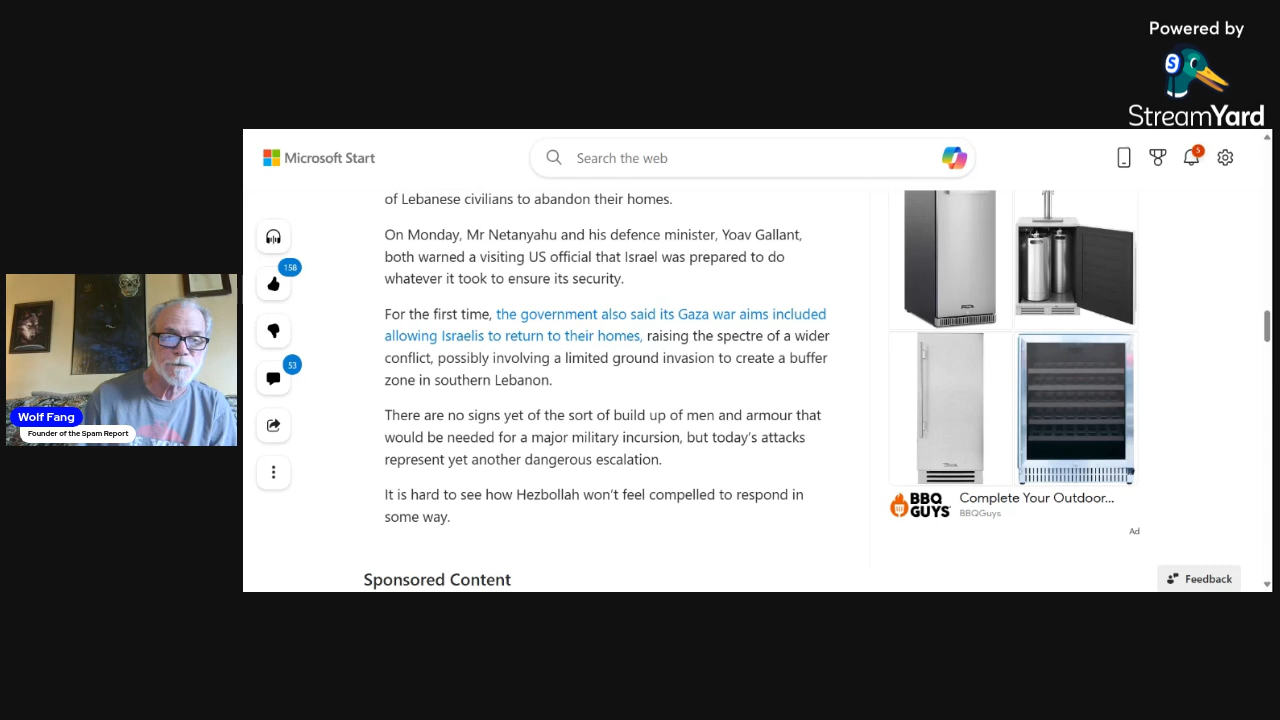 Powered by
StreamYard
Microsoft Start
Search the web
5
of Lebanese civilians to abandon their homes.
On Monday, Mr Netanyahu and his defence minister, Yoav Gallant,
both warned a visiting US official that Israel was prepared to do
whatever it took to ensure its security.
158
For the first time, the government also said its Gaza war aims included
allowing Israelis to return to their homes, raising the spectre of a wider
conflict, possibly involving a limited ground invasion to create a buffer
zone in southern Lebanon.
53
There are no signs yet of the sort of build up of men and armour that
would be needed for a major military incursion, but today's attacks
represent yet another dangerous escalation.
It is hard to see how Hezbollah won't feel compelled to respond in
some way.
Sponsored Content
BBQ
GUYS
Complete Your Outdoor...
BBQGuys
Ad
Feedback
Wolf Fang
Founder of the Spam Report